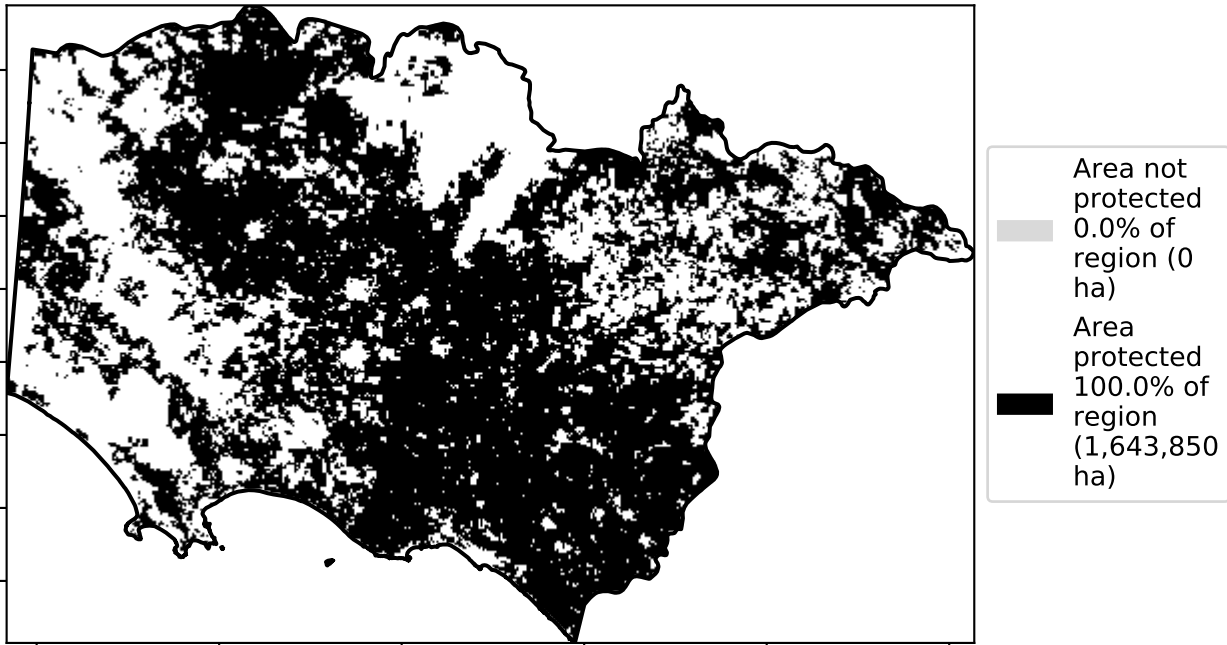 Area not
protected
0.0% of
region (0
ha)
Area
protected
100.0% of
region
(1,643,850
ha)